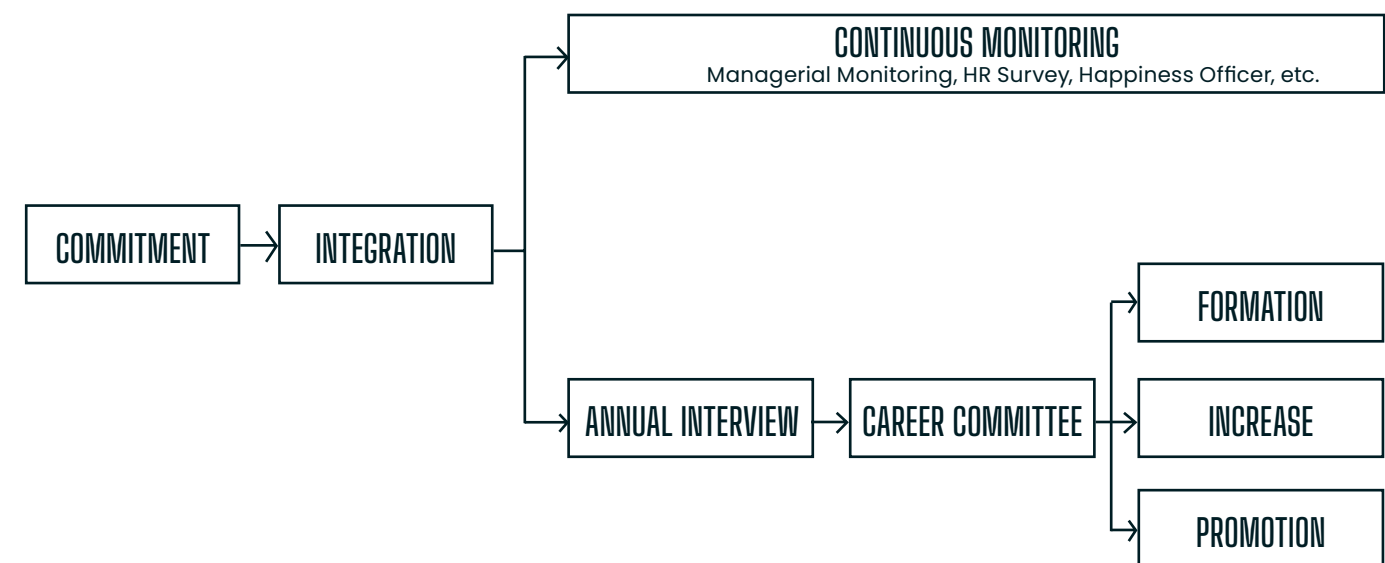 CONTINUOUS MONITORING
Managerial Monitoring, HR Survey, Happiness Officer, etc.
COMMITMENT
INTEGRATION
FORMATION
ANNUAL INTERVIEW
CAREER COMMITTEE
INCREASE
PROMOTION